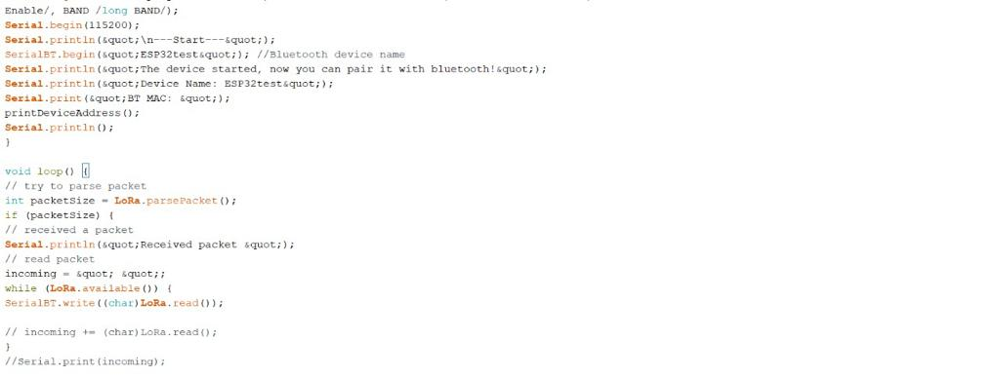 Enable/, BAND /long BAND/);
Serial.begin(115200);
Serial.println(&quot;\n---Start---&quot;);
SerialBT.begin(&quot;ESP32test&quot;); //Bluetooth device name
Serial.println(&quot;The device started, now you can pair it with bluetooth!&quot;);
Serial.println(&quot;Device Name: ESP32test&quot;);
Serial.print(&quot;BT MAC: &quot;);
printDeviceAddress();
Serial.println();
}
void loop() {
// try to parse packet
int packetSize = LoRa.parsePacket();
if (packetSize) {
// received a packet
Serial.println(&quot;Received packet &quot;);
// read packet
incoming = &quot; &quot;;
while (LoRa.available()) {
SerialBT.write((char)LoRa.read());
// incoming += (char)LoRa.read();
}
//Serial.print(incoming);